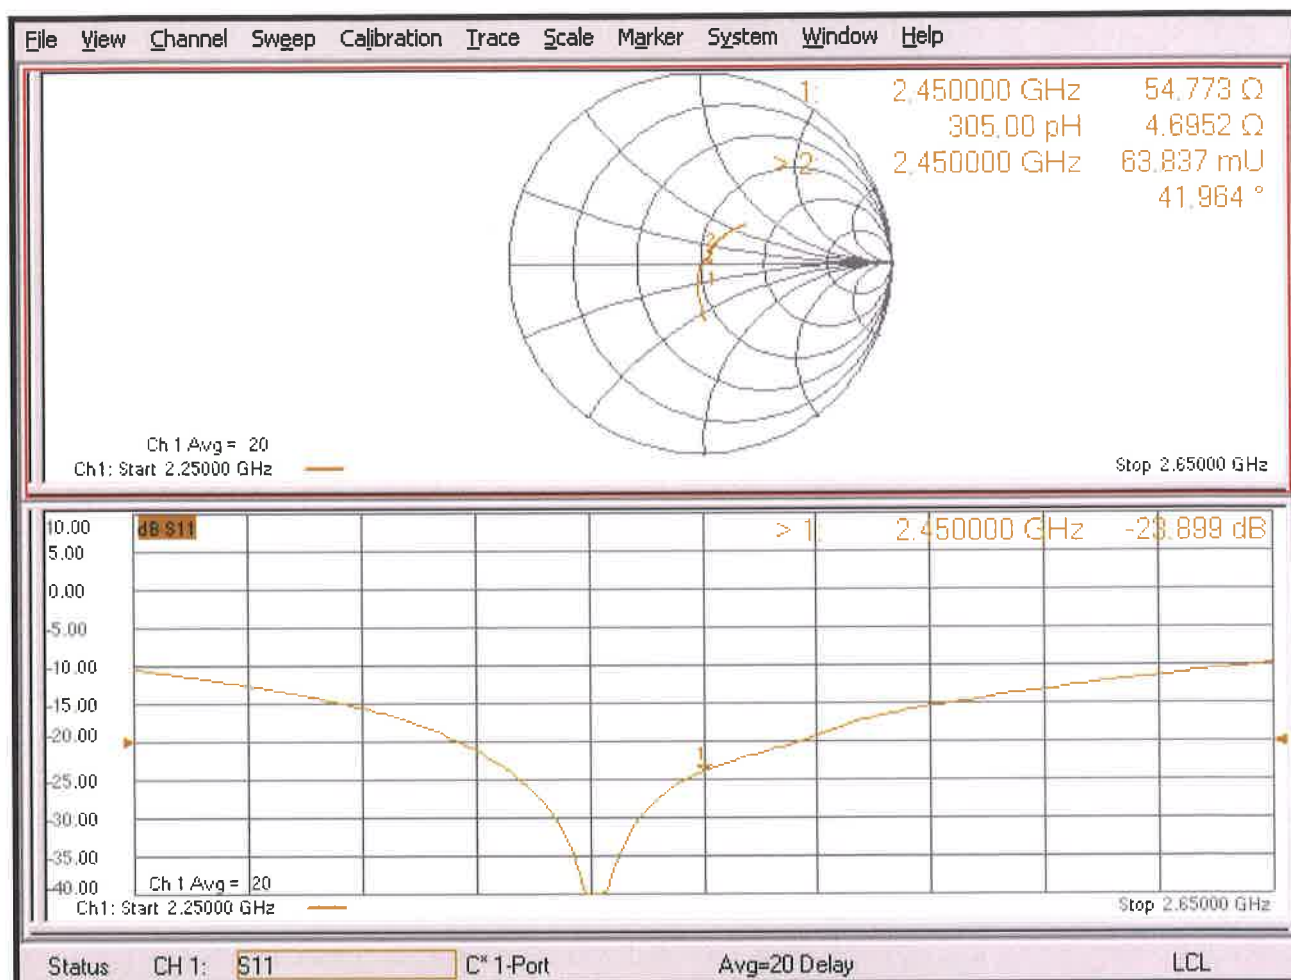 File View Channel Sweep Calibration Trace Scale Marker System Window Help
1: 2.450000 GHz 54.773 Ω
305.00 pH 4.6952 Ω
> 2: 2.450000 GHz 63.837 mU
41.964 °
2
1
Ch 1 Avg = 20
Ch1: Start 2.25000 GHz
Stop 2.65000 GHz
10.00
dB S11
> 1: 2.450000 GHz -23.899 dB
5.00
0.00
-5.00
-10.00
-15.00
-20.00
1
-25.00
-30.00
-35.00
-40.00
Ch 1 Avg = 20
Ch1: Start 2.25000 GHz
Stop 2.65000 GHz
Status CH 1: S11 C* 1-Port Avg=20 Delay LCL